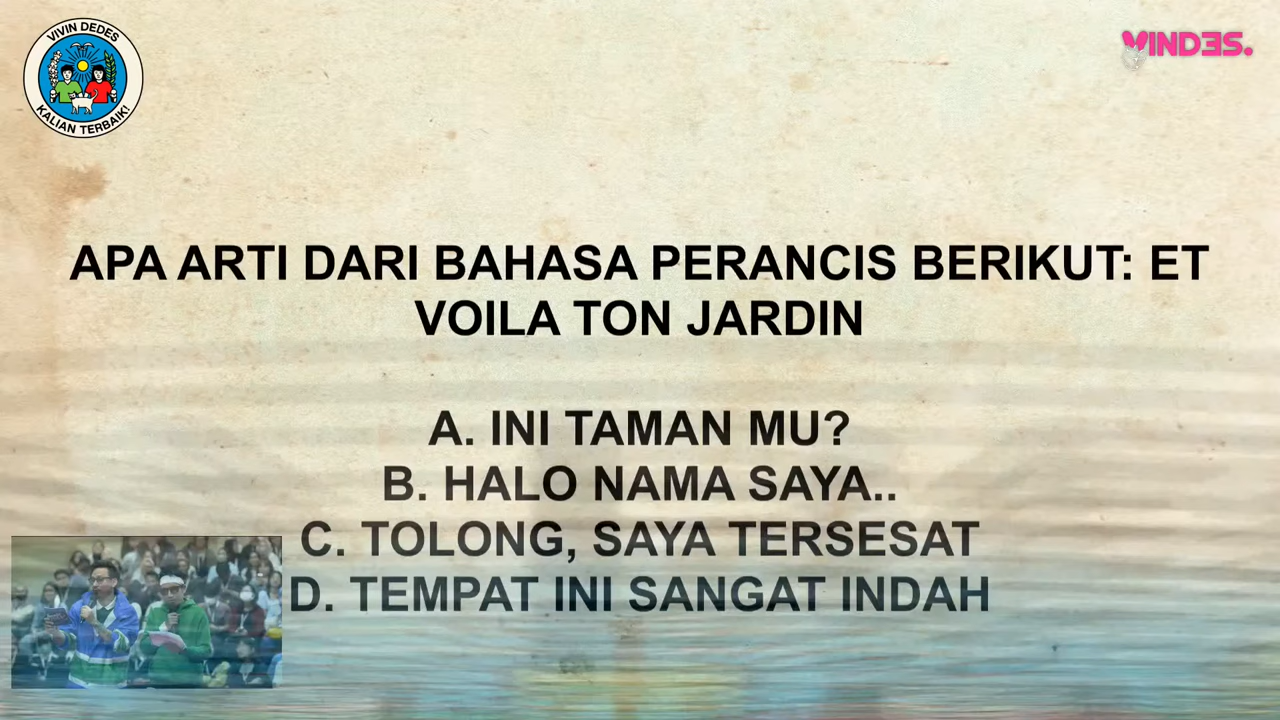 VIVIN DEDES
KALIAN TERBAIK!
VINDES.
APA ARTI DARI BAHASA PERANCIS BERIKUT: ET
VOILA TON JARDIN
A. INI TAMAN MU?
B. HALO NAMA SAYA..
C. TOLONG, SAYA TERSESAT
D. TEMPAT INI SANGAT INDAH